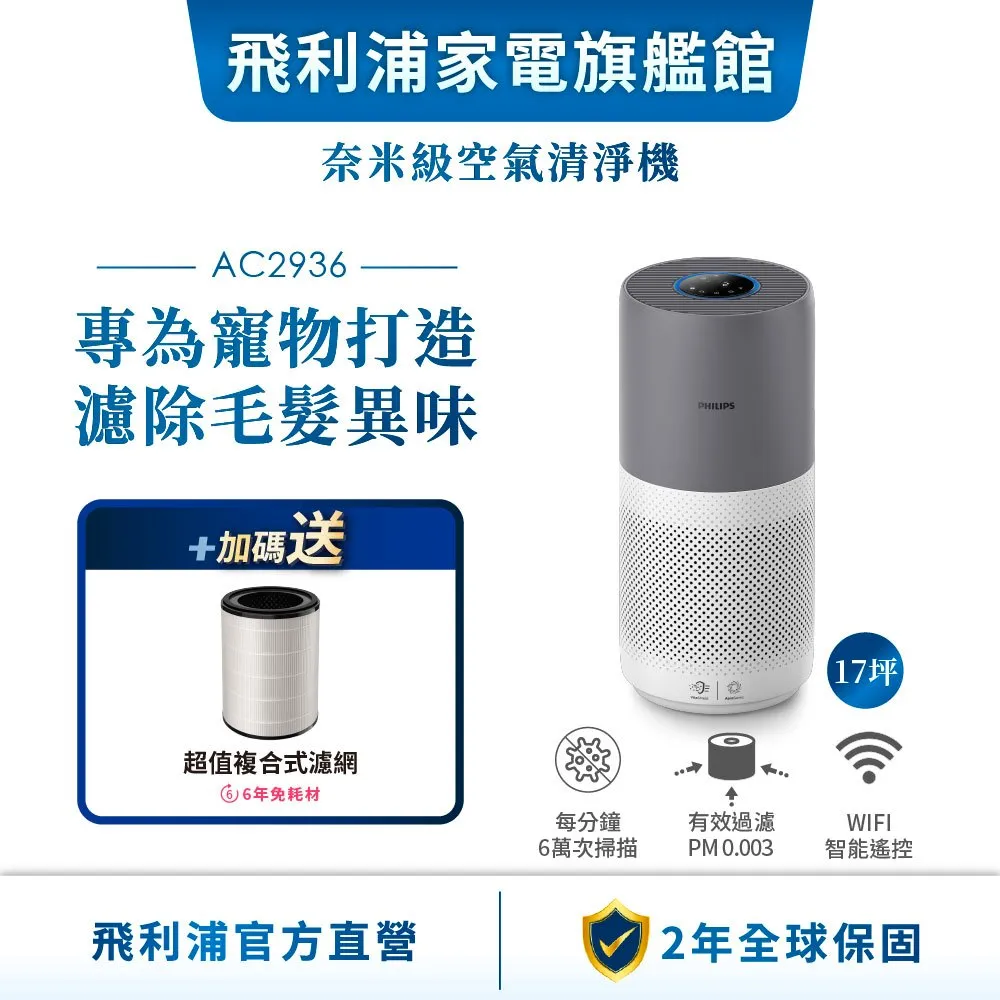 飛利浦家電旗艦館
奈米級空氣清淨機
AC2936
專為寵物打造
濾除毛髮異味
PHILIPS
+加碼送
超值複合式濾網
6 6年免耗材
17坪
每分鐘
6萬次掃描
有效過濾
PM 0.003
WIFI
智能遙控
飛利浦官方直營
2年全球保固